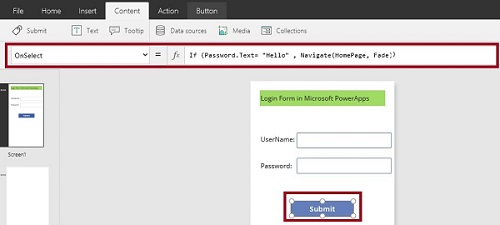 File Home Insert Content Action Button
Submit Text Tooltip Data sources Media Collections
OnSelect = fx If (Password.Text= "Hello" , Navigate(HomePage, Fade))
Login Form in Microsoft PowerApps
UserName:
Password:
Submit
Screen1